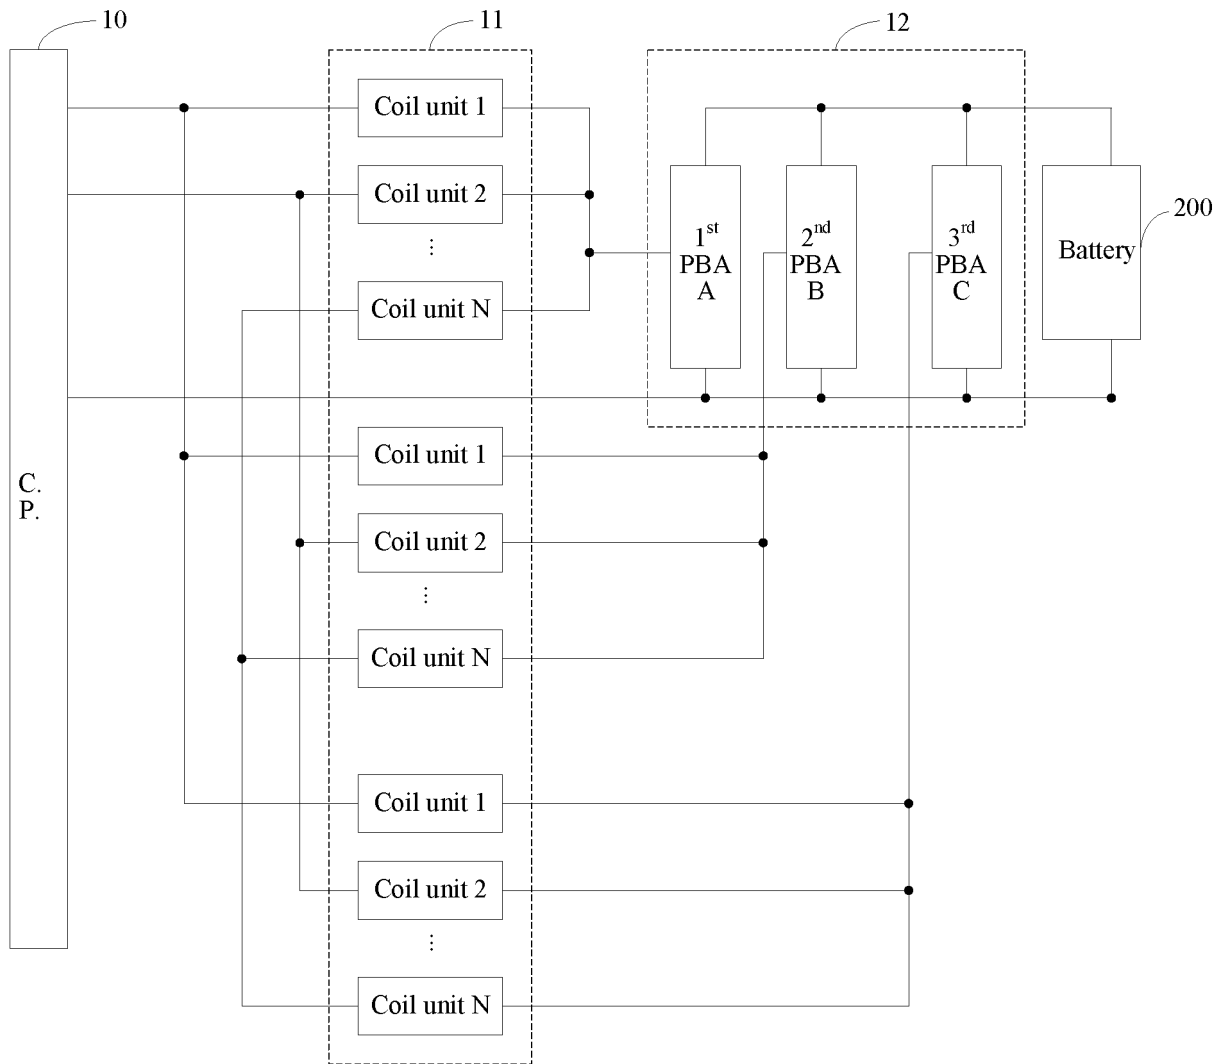 10
11
12
Coil unit 1
Coil unit 2
⋮
Coil unit N
1st
PBA
A
2nd
PBA
B
3rd
PBA
C
Battery
200
C.
P.
Coil unit 1
Coil unit 2
⋮
Coil unit N
Coil unit 1
Coil unit 2
⋮
Coil unit N